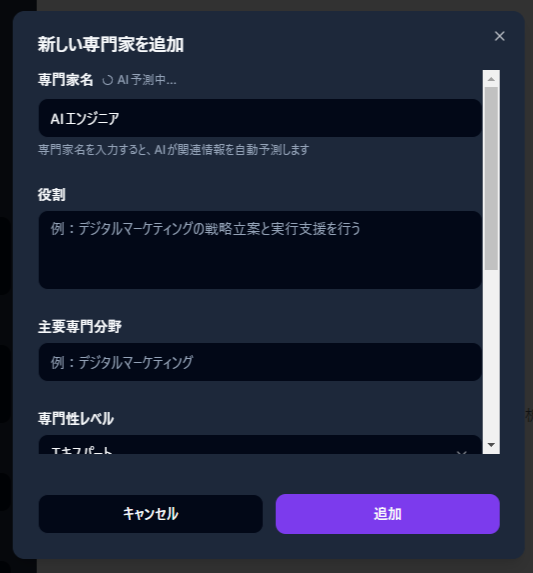 新しい専門家を追加
専門家名 AI予測中...
AIエンジニア
専門家名を入力すると、AIが関連情報を自動予測します
役割
例：デジタルマーケティングの戦略立案と実行支援を行う
主要専門分野
例：デジタルマーケティング
専門性レベル
エキスパート
キャンセル
追加